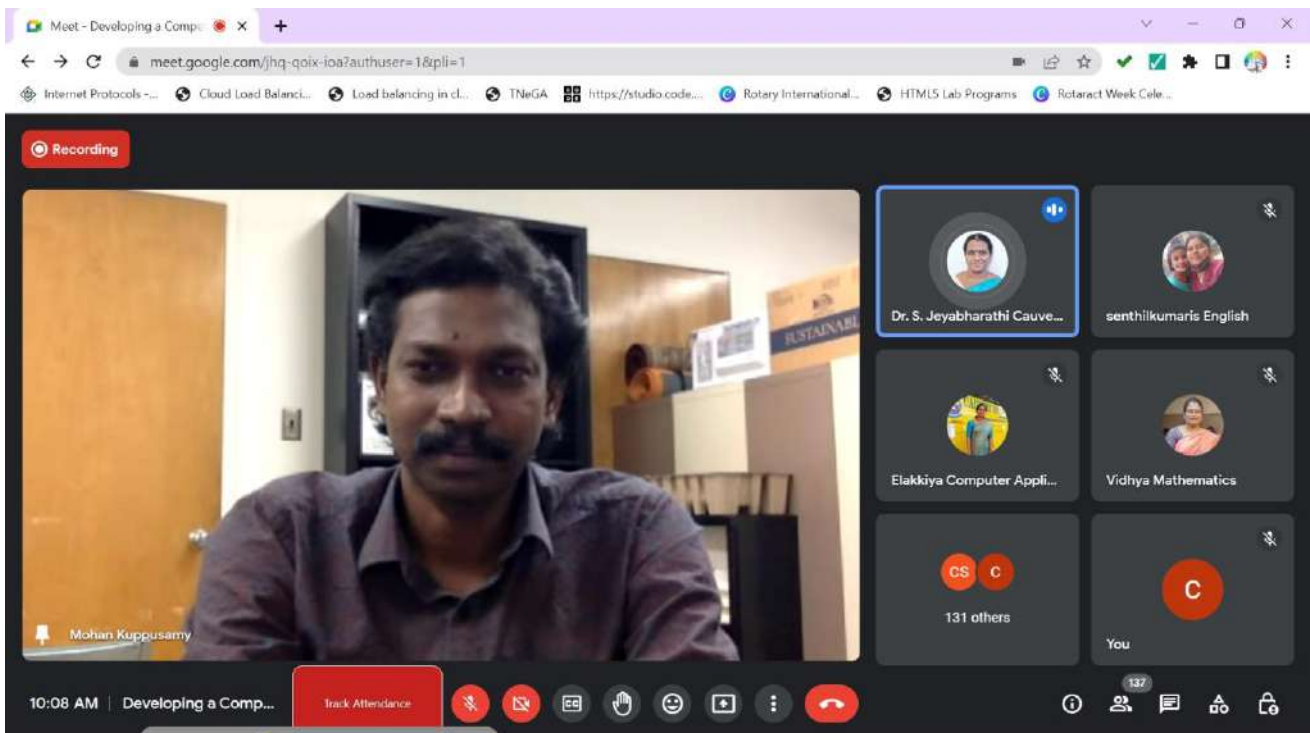 Meet - Developing a Comp
meet.google.com/jhq-qoix-ioa?authuser=1&pli=1
Internet Protocols -...
Cloud Load Balanci...
Load balancing in cl...
TNeGA
https://studio.code....
Rotary International...
HTML5 Lab Programs
Rotaract Week Cele...
Recording
SUSTAINABL
Mohan Kuppusamy
Dr. S. Jeyabharathi Cauve...
senthilkumaris English
Elakkiya Computer Appli...
Vidhya Mathematics
CS C
131 others
C
You
10:08 AM | Developing a Comp...
Track Attendance
CC
137